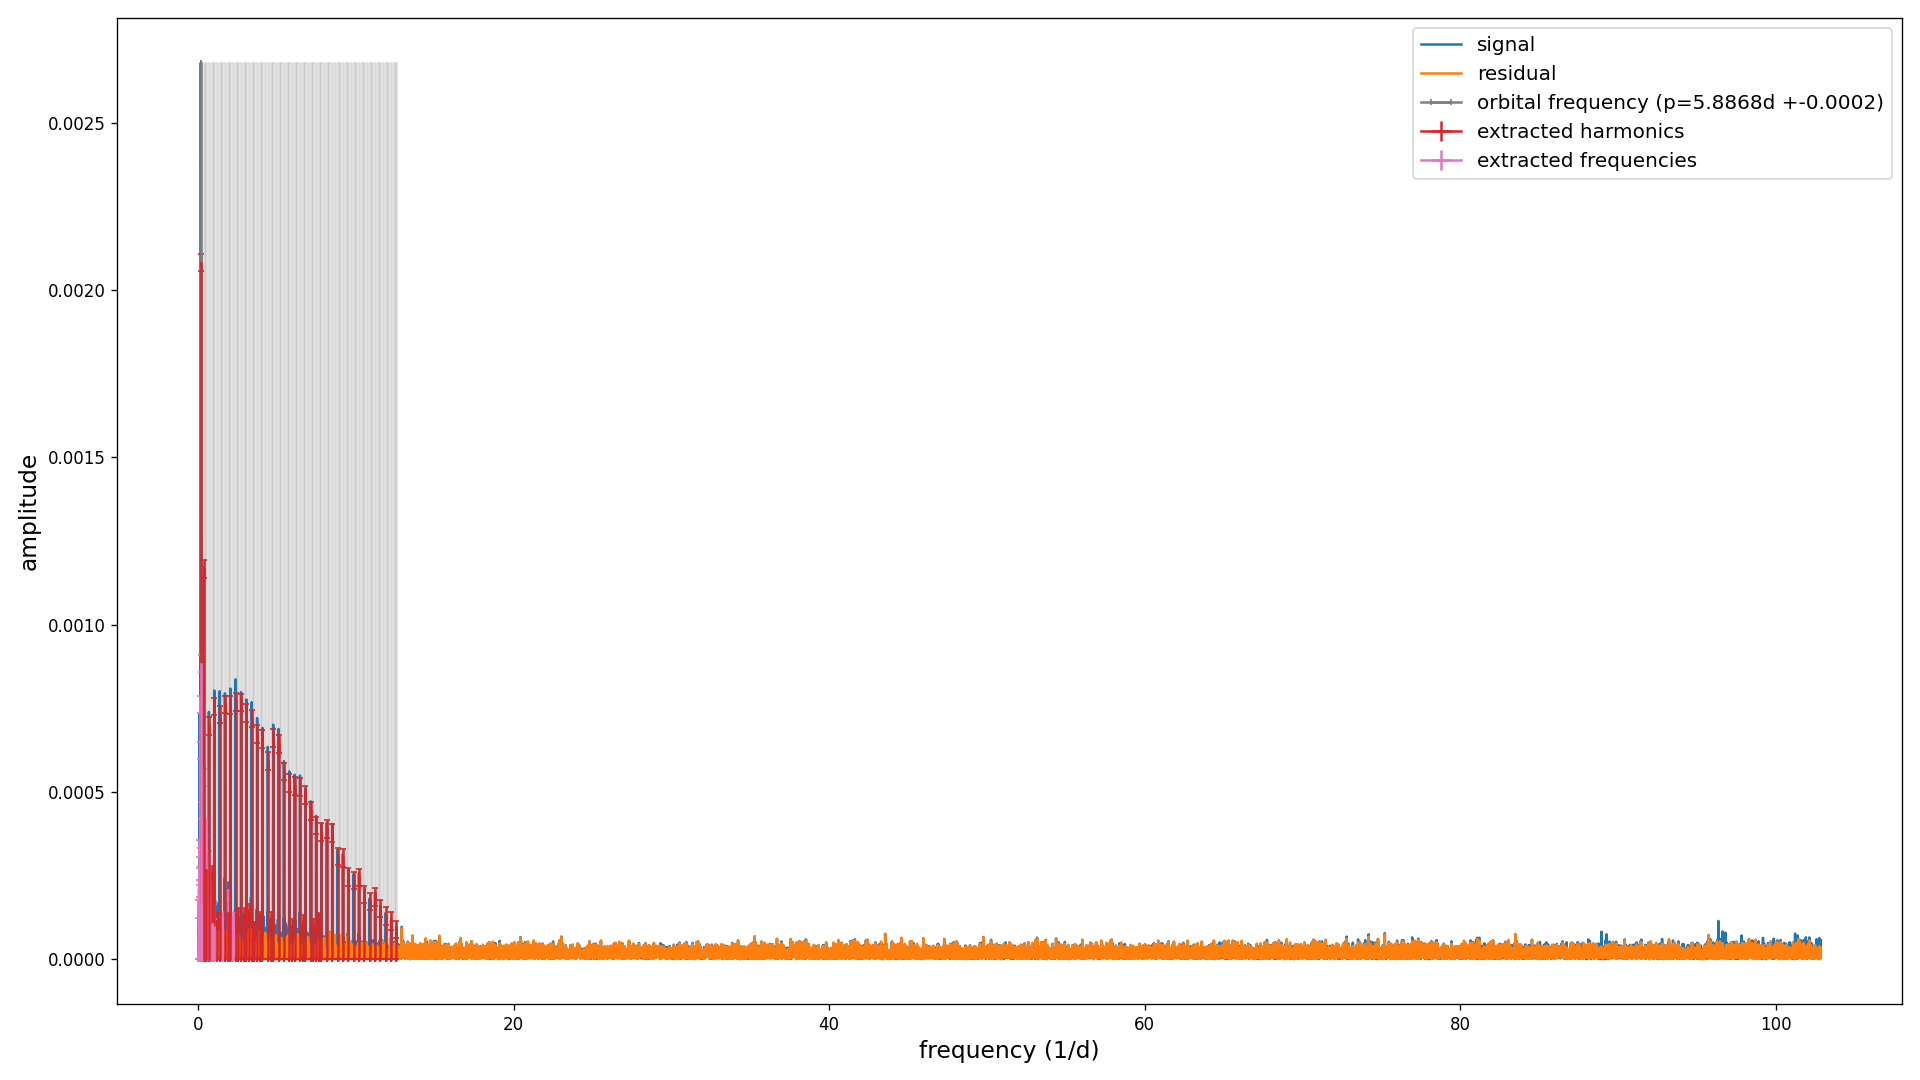 signal
residual
orbital frequency (p=5.8868d +-0.0002)
extracted harmonics
extracted frequencies
amplitude
0.0025
0.0020
0.0015
0.0010
0.0005
0.0000
0 20 40 60 80 100
frequency (1/d)